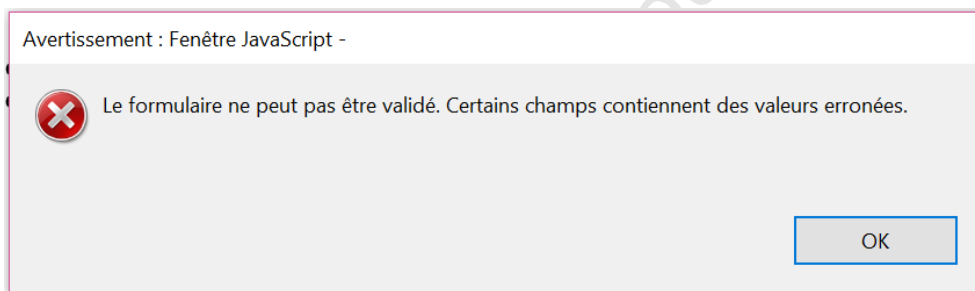 Avertissement : Fenêtre JavaScript -
Le formulaire ne peut pas être validé. Certains champs contiennent des valeurs erronées.
OK